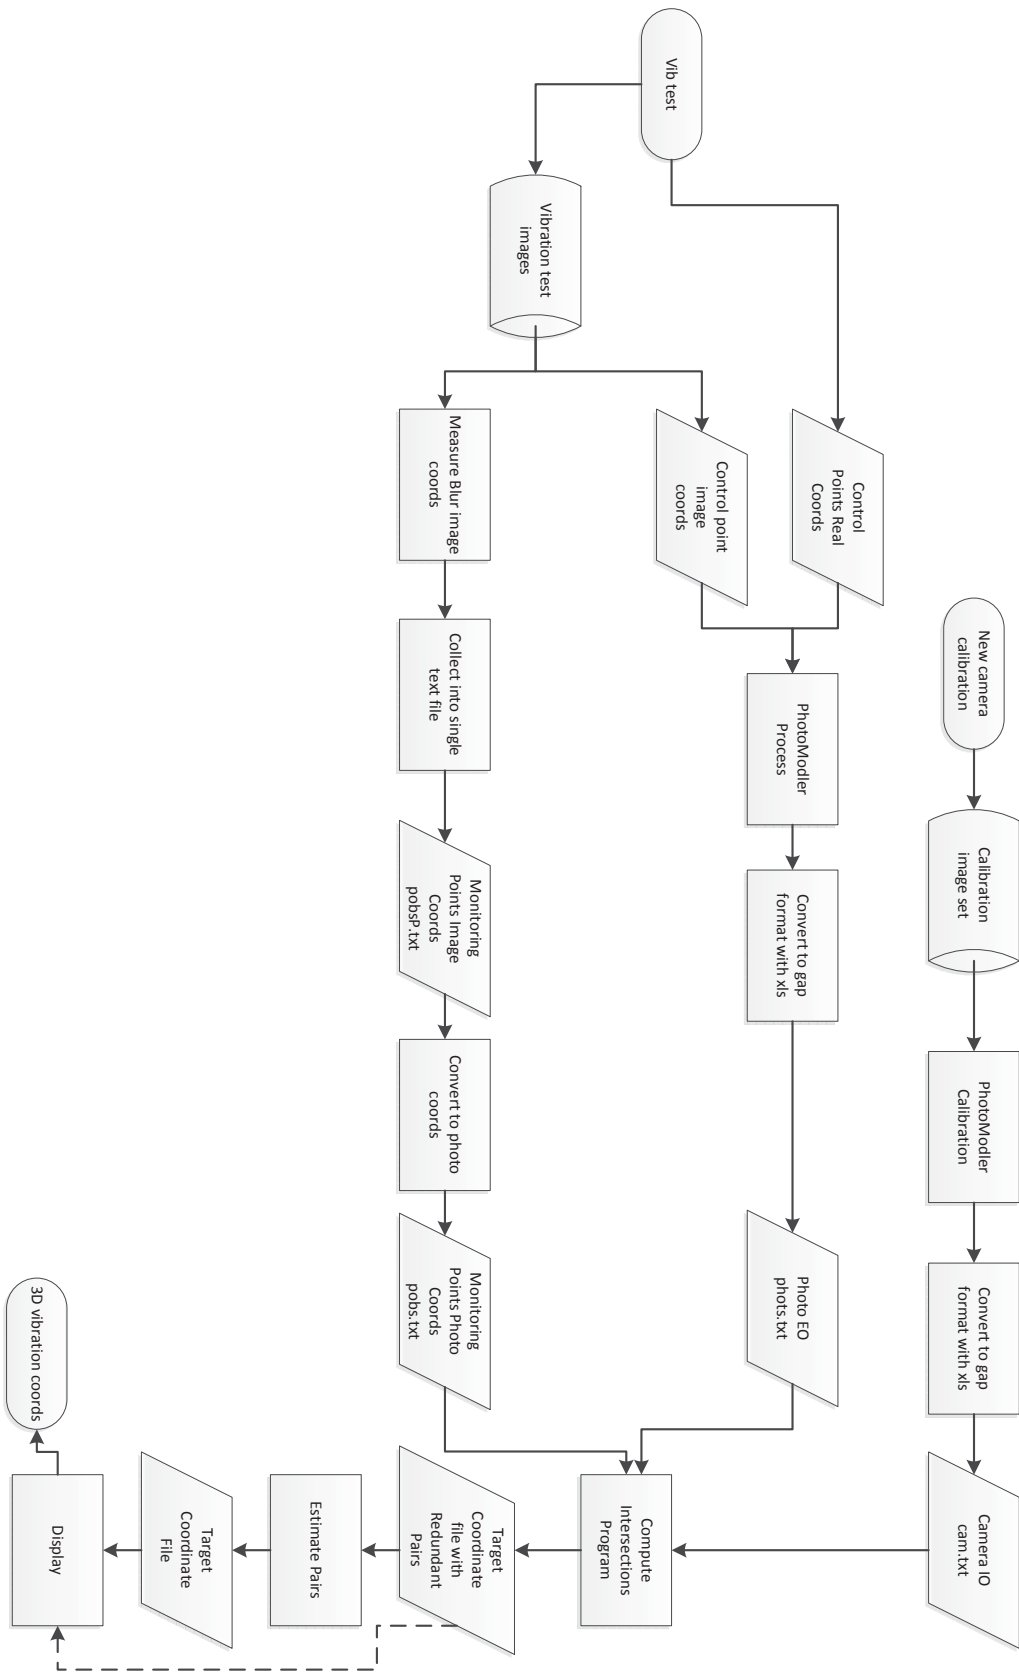 New camera
calibration
Calibration
image set
PhotoModler
Calibration
Convert to gap
format with xls
Camera IO
cam.txt
Control
Points Real
Coords
PhotoModler
Process
Convert to gap
format with xls
Photo EO
phots.txt
Vib test
Control point
image
coords
Vibration test
images
Compute
Intersections
Program
Measure Blur image
coords
Collect into single
text file
Monitoring
Points Image
Coords
pobsP.txt
Convert to photo
coords
Monitoring
Points Photo
Coords
pobs.txt
Target
Coordinate
file with
Redundant
Pairs
Estimate Pairs
Target
Coordinate
File
Display
3D vibration coords